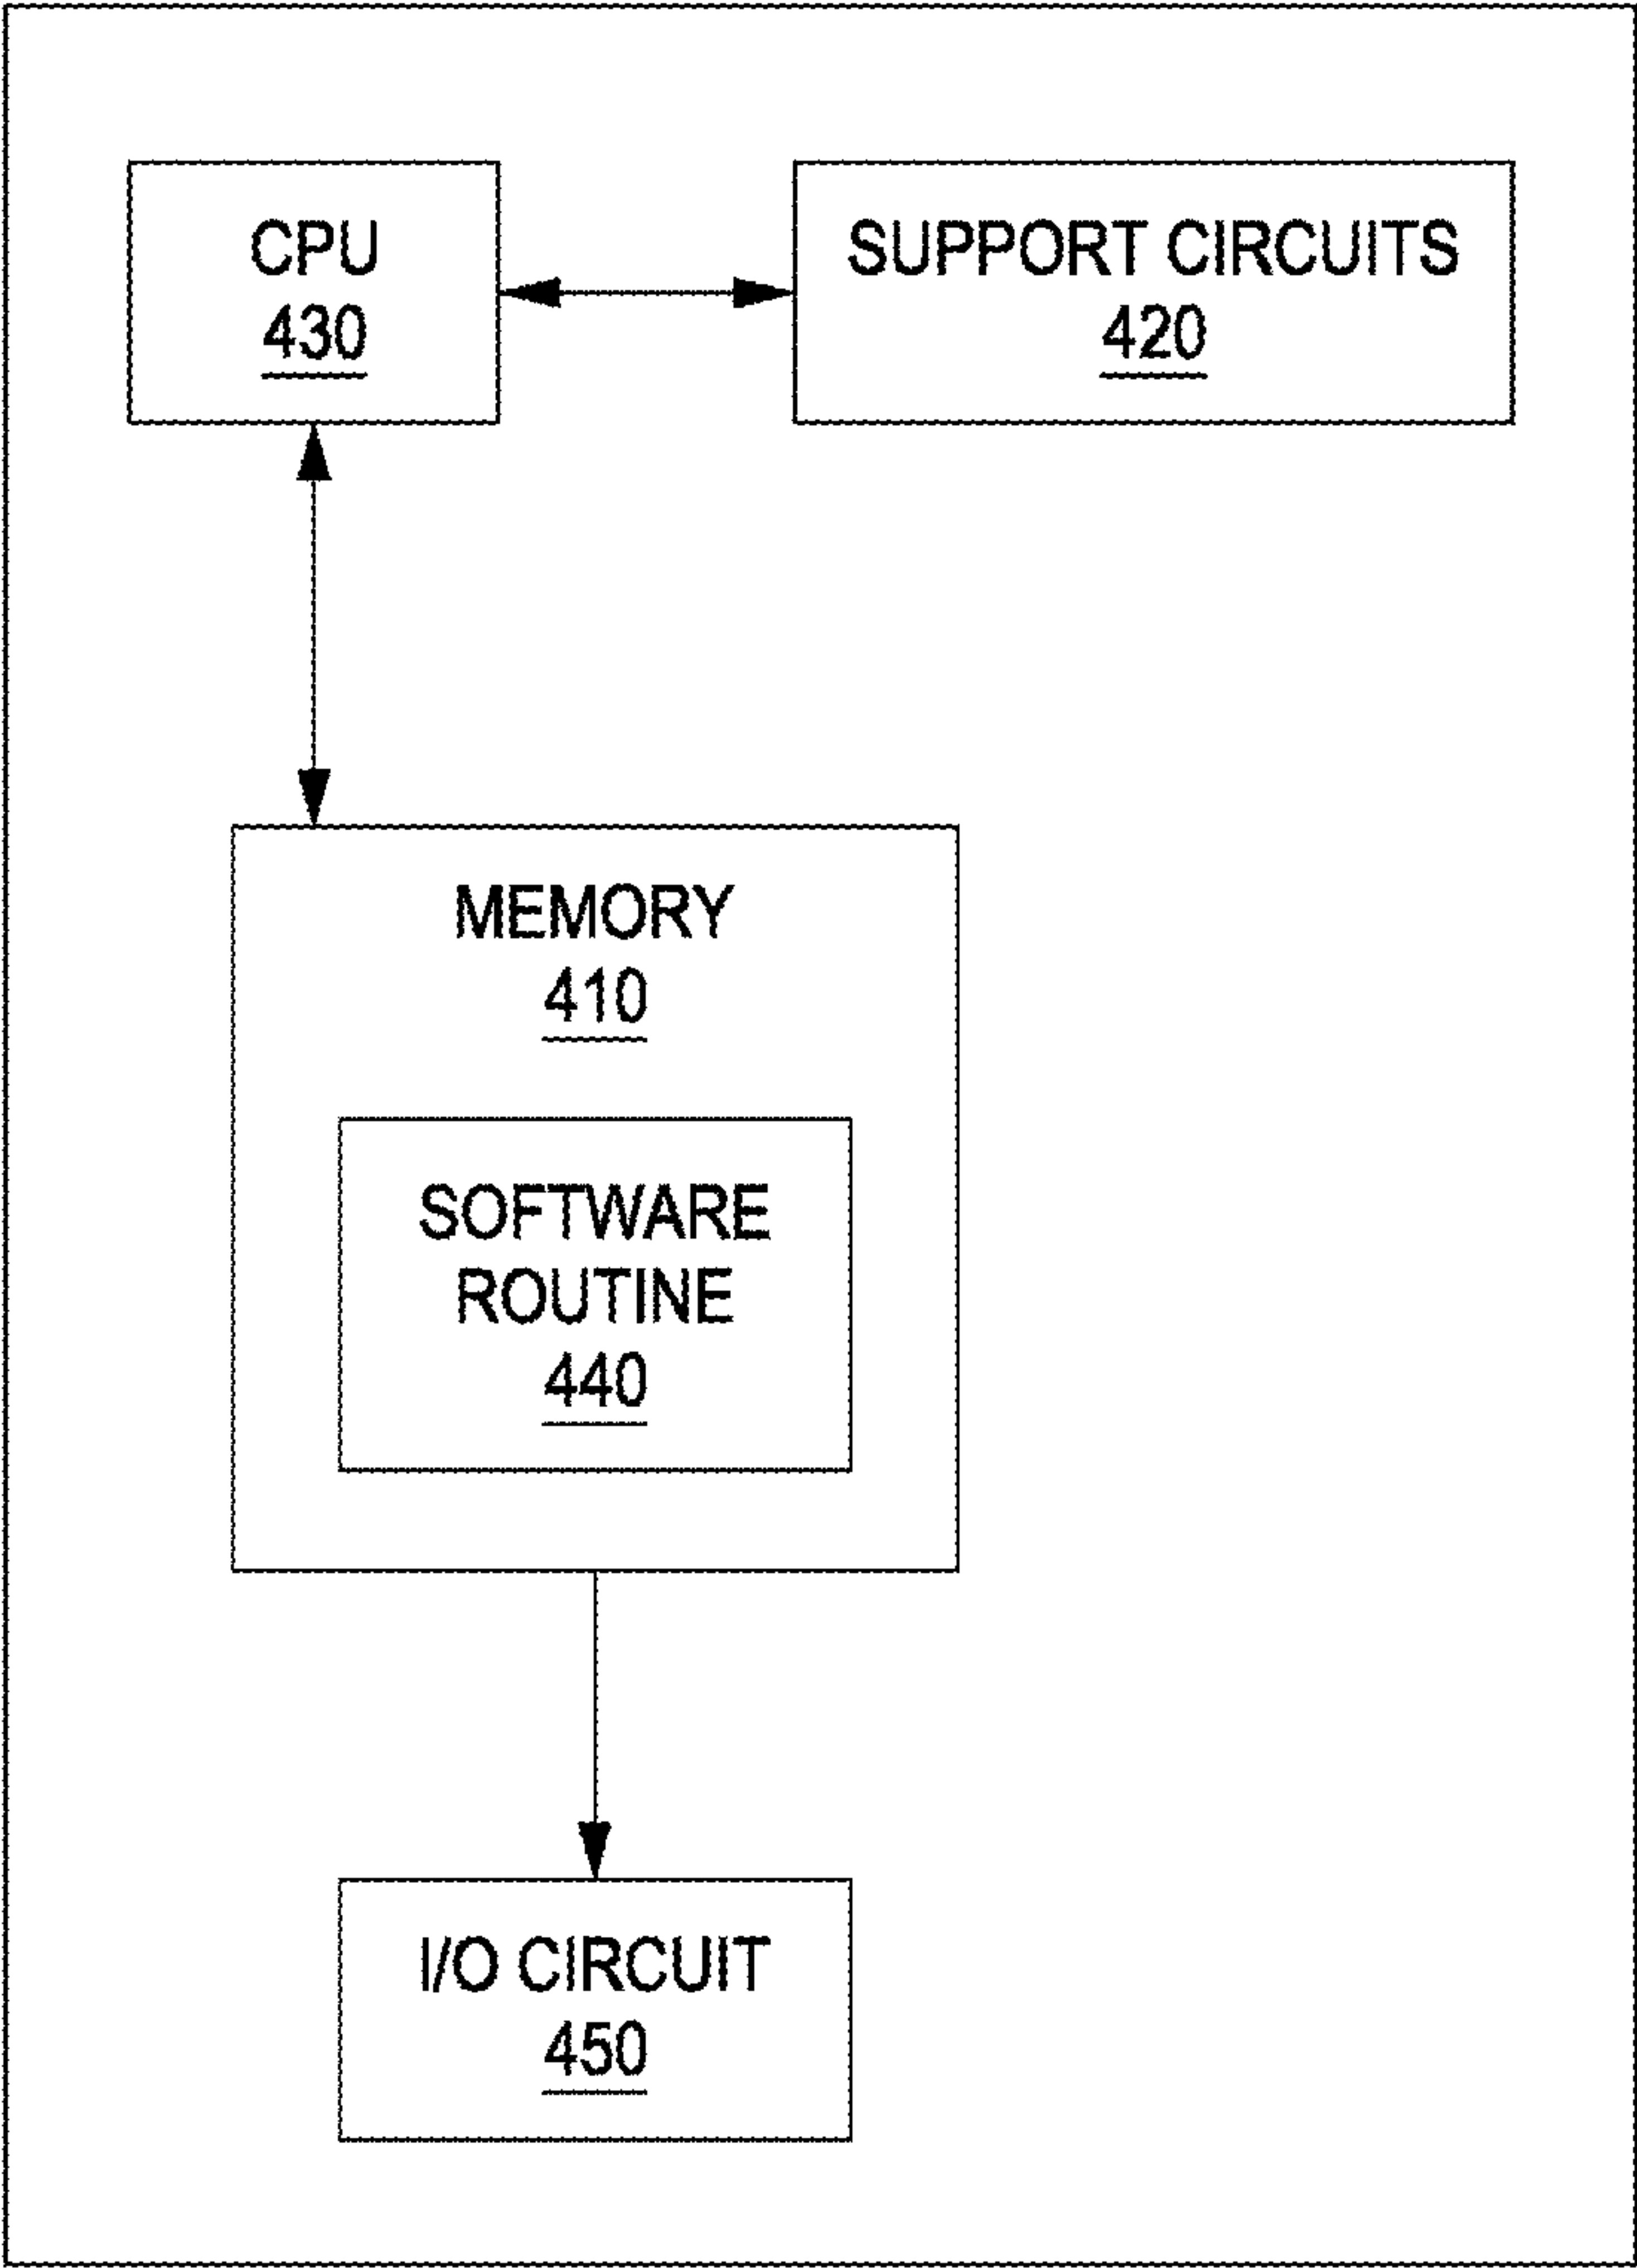 CPU
430
SUPPORT CIRCUITS
420
MEMORY
410
SOFTWARE
ROUTINE
440
I/O CIRCUIT
450